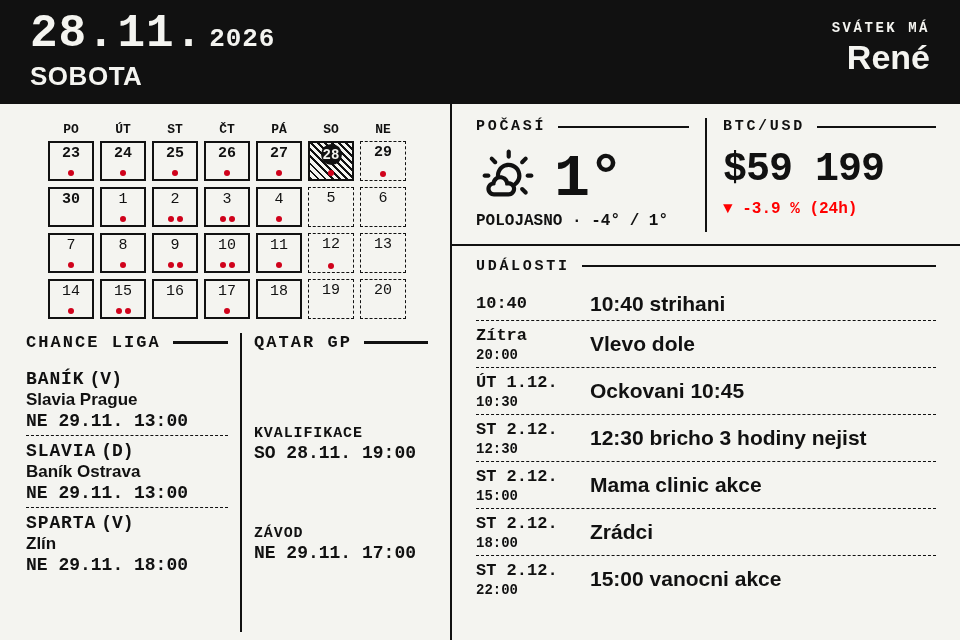 28.11. 2026
SOBOTA
SVÁTEK MÁ
René
PO ÚT ST ČT PÁ SO NE
23 24 25 26 27 28 29
30 1 2 3 4 5 6
7 8 9 10 11 12 13
14 15 16 17 18 19 20
CHANCE LIGA
BANÍK (V)
Slavia Prague
NE 29.11. 13:00
SLAVIA (D)
Baník Ostrava
NE 29.11. 13:00
SPARTA (V)
Zlín
NE 29.11. 18:00
QATAR GP
KVALIFIKACE
SO 28.11. 19:00
ZÁVOD
NE 29.11. 17:00
POČASÍ
1°
POLOJASNO · -4° / 1°
BTC/USD
$59 199
▼ -3.9 % (24h)
UDÁLOSTI
10:40 10:40 strihani
Zítra
20:00
Vlevo dole
ÚT 1.12.
10:30
Ockovani 10:45
ST 2.12.
12:30
12:30 bricho 3 hodiny nejist
ST 2.12.
15:00
Mama clinic akce
ST 2.12.
18:00
Zrádci
ST 2.12.
22:00
15:00 vanocni akce